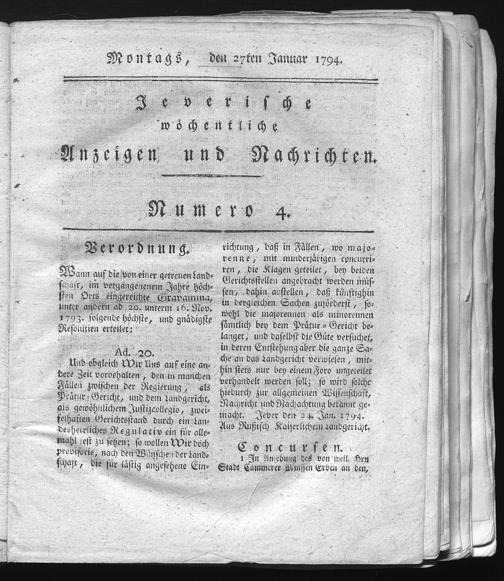 Montags, den 27ten Januar 1794.
Jeverische
wöchentliche
Anzeigen und Nachrichten.
Numero 4.
Verordnung.
Wann auf die von einer getreuen Land-
schaft, im vergangenem Jahre höch-
sten Orts eingereichte Gravamina,
unter andern ad 20. unterm 16. Nov.
1793. folgende höchste, und gnädigste
Resolution erteilet:
Ad. 20.
Und obgleich Wir Uns auf eine an-
dere Zeit vorbehalten, den in manchen
Fällen zwischen der Regierung, als
Prätur-Gericht, und dem Landgericht,
als gewöhnlichem Justizcollegio, zwei-
felhaften Gerichtsstand durch ein Lan-
desherrliches Regulativ ein für alle-
mahl fest zu setzen; so wollen Wir doch
provisorie, nach den Wünschen der Land-
schaft, die für lästig angesehene Ein-
richtung, daß in Fällen, wo majo-
renne, mit minderjärigen concurri-
ren, die Klagen geteilet, bey beiden
Gerichtsstellen angebracht werden müs-
sen, dahin abstellen, daß künftighin
in dergleichen Sachen zuförderst, so-
wohl die majorennen als minorennen
sämtlich bey dem Prätur-Gericht be-
langet, und daselbst die Güte versuchet,
in deren Entstehung aber die ganze Sa-
che an das Landgericht verwiesen, mit-
hin stets nur bey einem Foro ungeteilet
verhandelt werden soll; so wird solche
hiedurch zur allgemeinen Wissenschaft,
Nachricht und Nachachtung bekannt ge-
macht. Jever den 24. Jan. 1794.
Aus Russisch Kaiserlichem Landgericht.
Concursen.
1 In Ansehung des von weil. Hrn
Stadt Cammerer Minssen Erben an den,